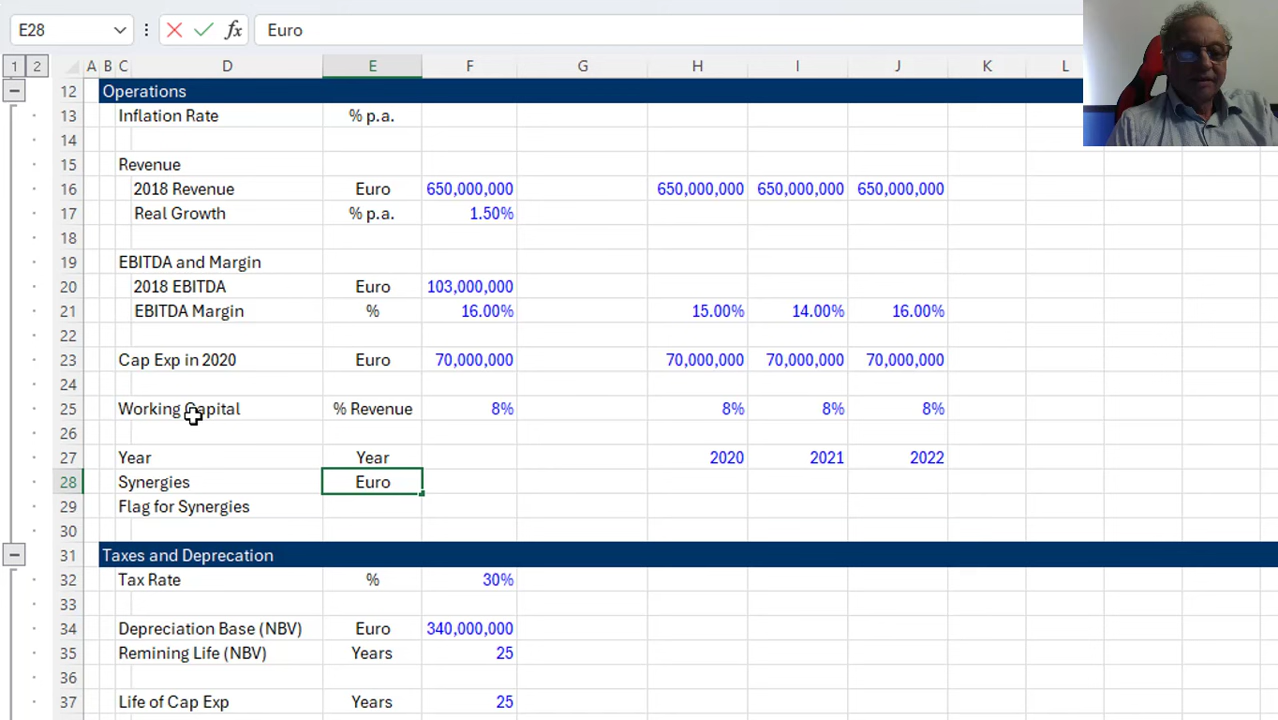 E28 fx Euro
1 2 A B C D E F G H I J K L
12 Operations
13 Inflation Rate % p.a.
14
15 Revenue
16 2018 Revenue Euro 650,000,000 650,000,000 650,000,000 650,000,000
17 Real Growth % p.a. 1.50%
18
19 EBITDA and Margin
20 2018 EBITDA Euro 103,000,000
21 EBITDA Margin % 16.00% 15.00% 14.00% 16.00%
22
23 Cap Exp in 2020 Euro 70,000,000 70,000,000 70,000,000 70,000,000
24
25 Working Capital % Revenue 8% 8% 8% 8%
26
27 Year Year 2020 2021 2022
28 Synergies Euro
29 Flag for Synergies
30
31 Taxes and Deprecation
32 Tax Rate % 30%
33
34 Depreciation Base (NBV) Euro 340,000,000
35 Remining Life (NBV) Years 25
36
37 Life of Cap Exp Years 25